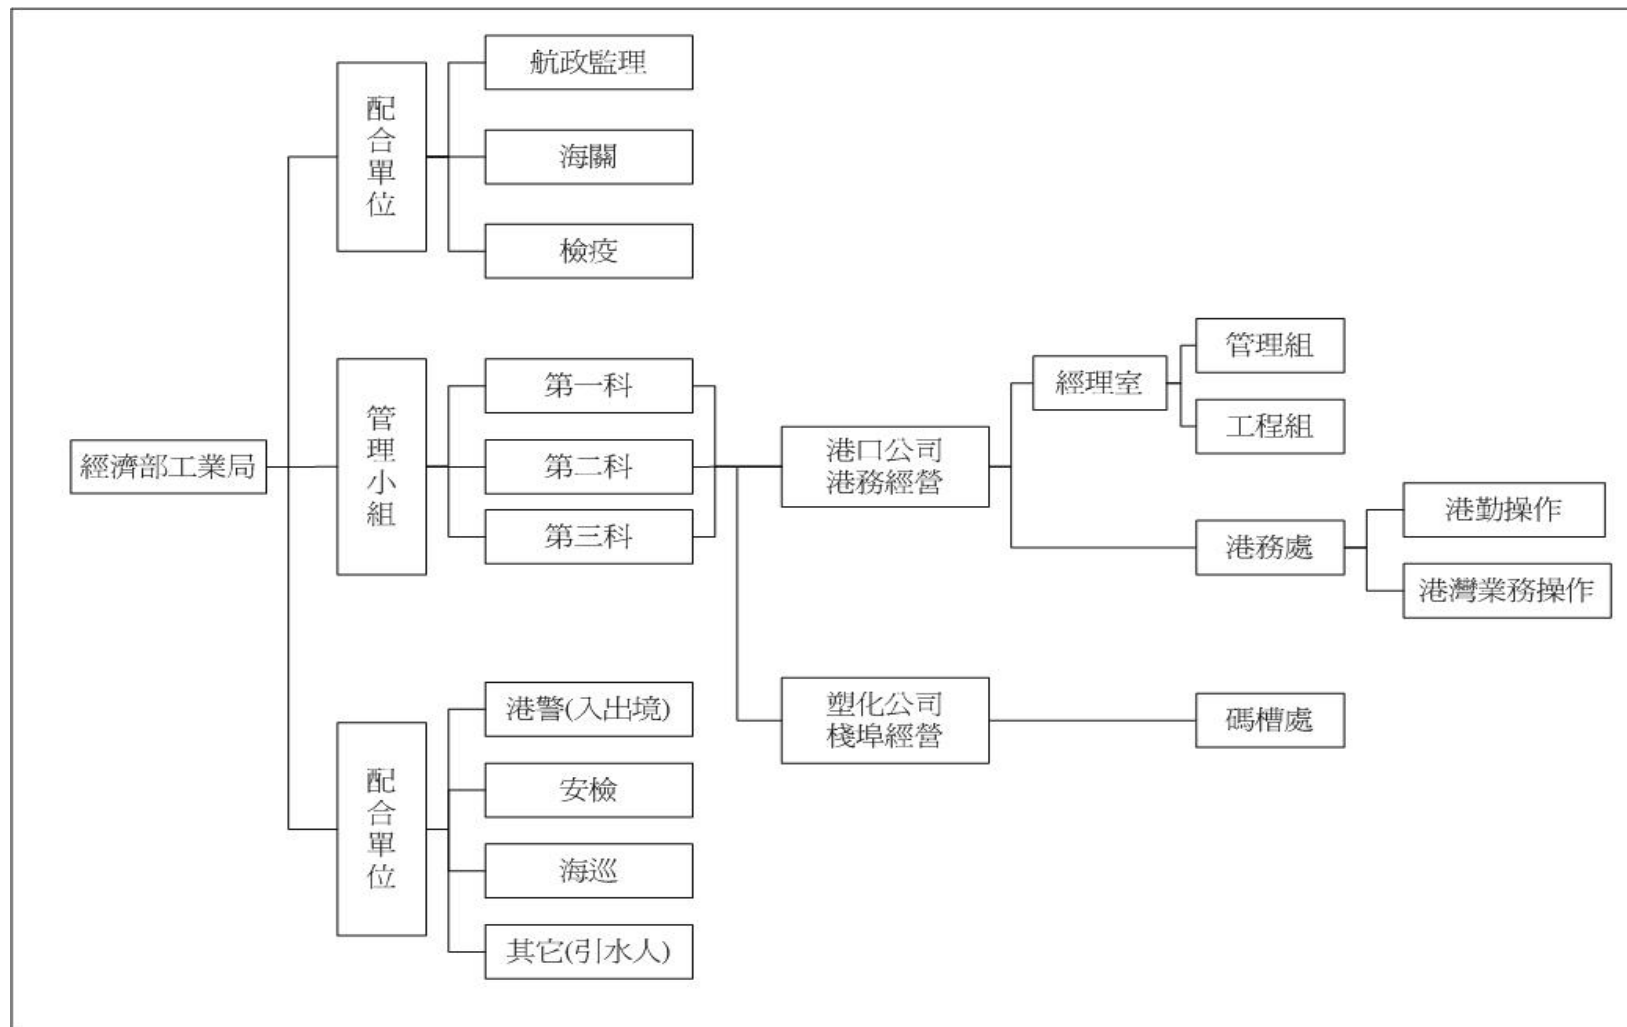 航政監理
配合單位
海關
檢疫
經濟部工業局
管理小組
第一科
第二科
第三科
港口公司
港務經營
經理室
管理組
工程組
港務處
港勤操作
港灣業務操作
塑化公司
棧埠經營
碼槽處
配合單位
港警(入出境)
安檢
海巡
其它(引水人)